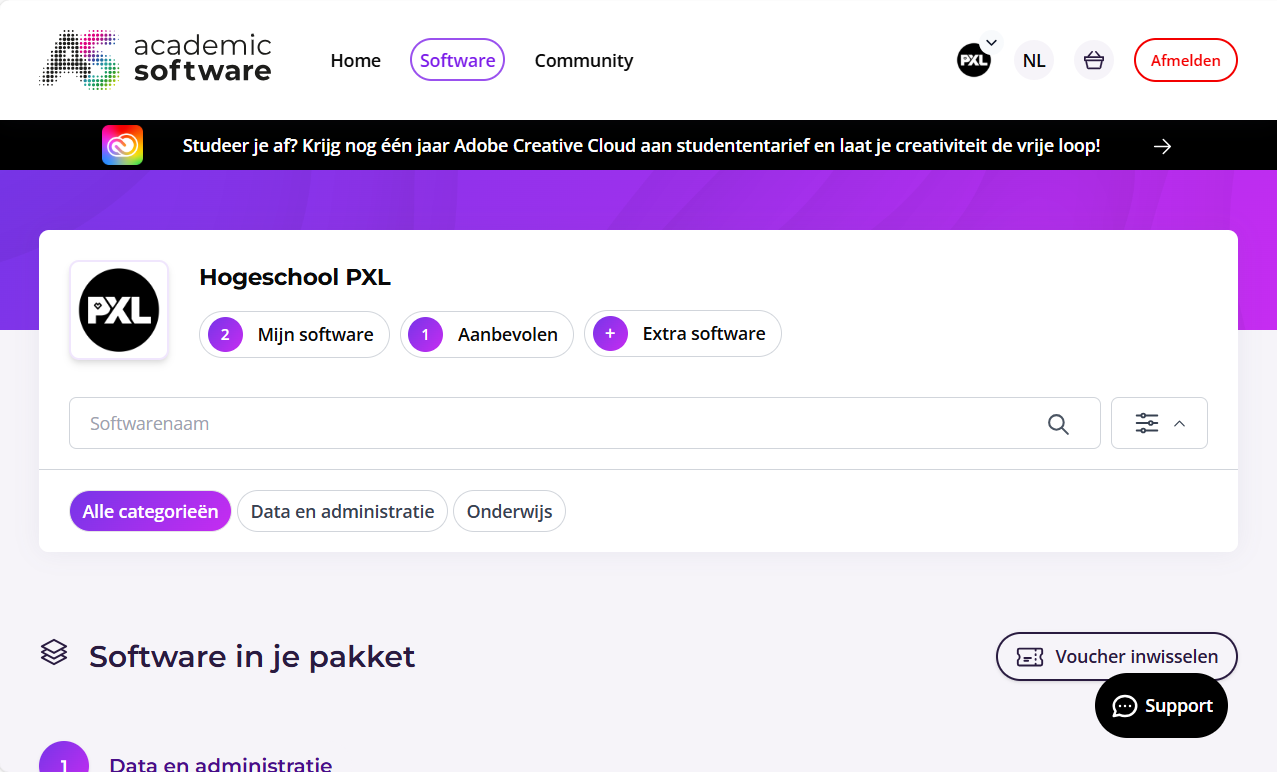 academic
software
Home
Software
Community
PXL
NL
Afmelden
Studeer je af? Krijg nog één jaar Adobe Creative Cloud aan studententarief en laat je creativiteit de vrije loop!
PXL
Hogeschool PXL
2 Mijn software
1 Aanbevolen
+ Extra software
Softwarenaam
Alle categorieën
Data en administratie
Onderwijs
Software in je pakket
Voucher inwisselen
Support
1 Data en administratie